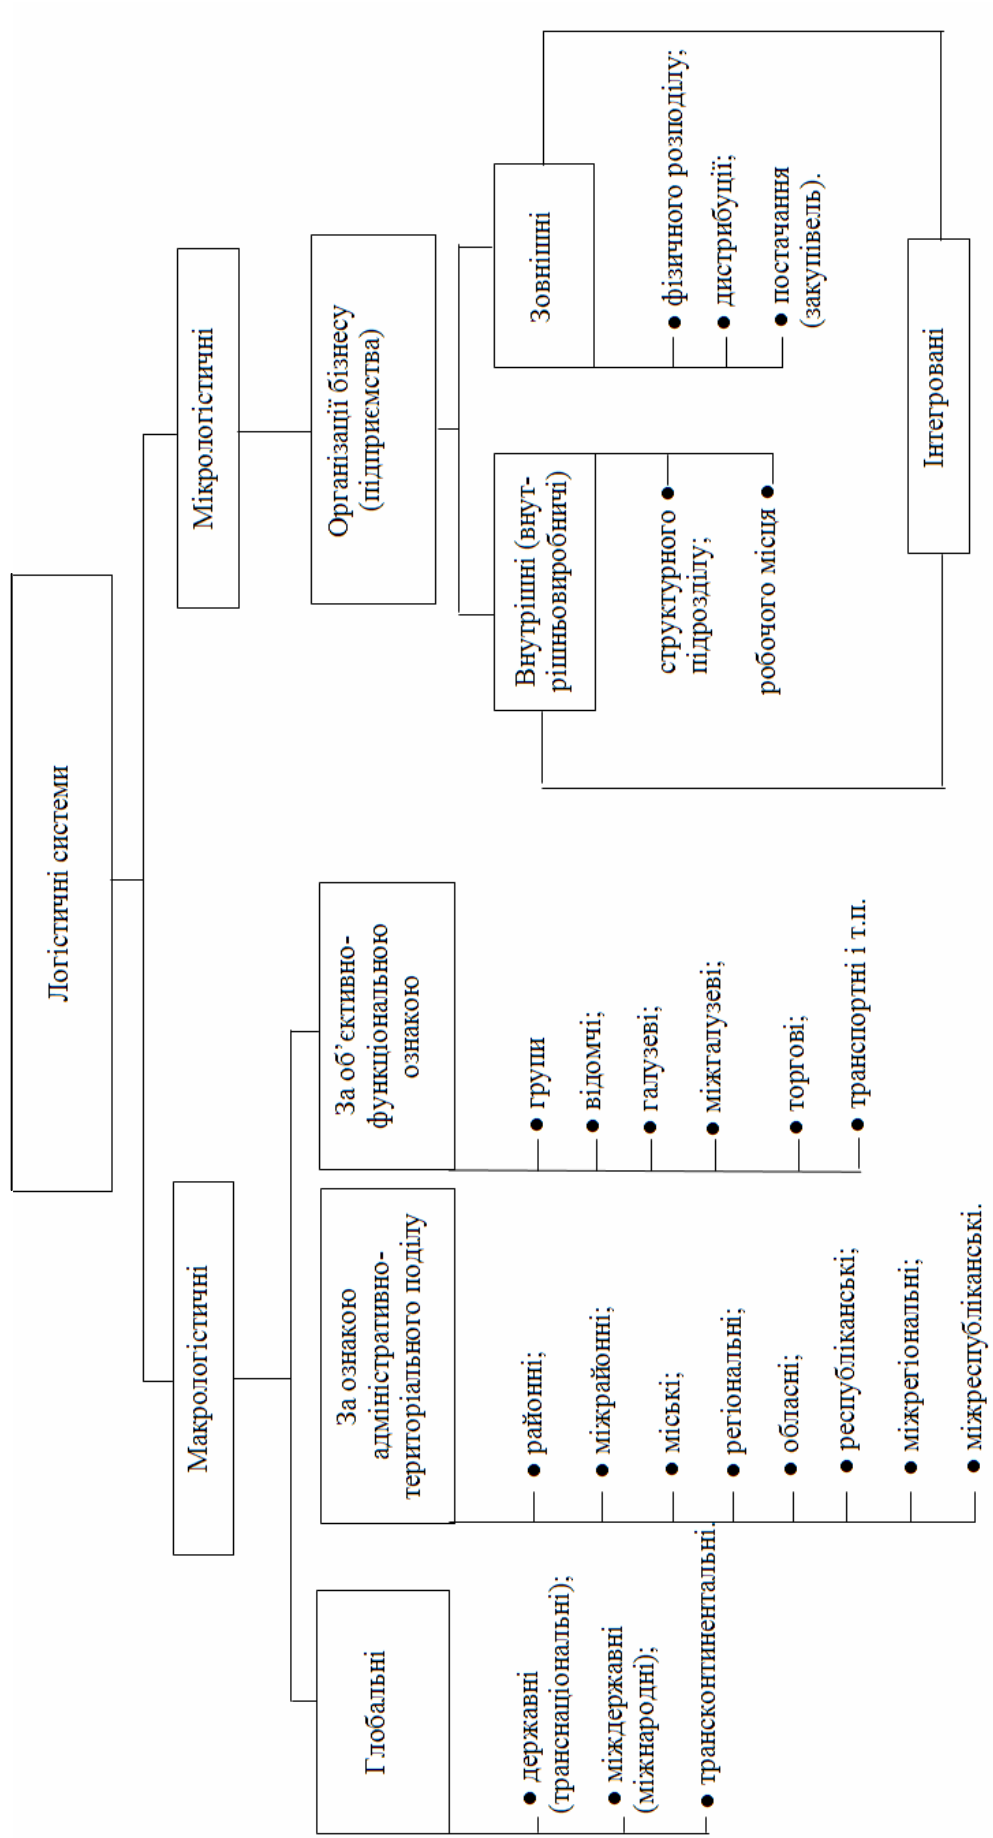 Логістичні системи
Макрологістичні
Мікрологістичні
Глобальні
За ознакою
адміністративно-
територіального поділу
За об’єктивно-
функціональною
ознакою
Організації бізнесу
(підприємства)
● державні
(транснаціональні);
● міждержавні
(міжнародні);
● трансконтинентальні.
● районні;
● міжрайонні;
● міські;
● регіональні;
● обласні;
● республіканські;
● міжрегіональні;
● міжреспубліканські.
● групи
● відомчі;
● галузеві;
● міжгалузеві;
● торгові;
● транспортні і т.п.
Внутрішні (внут-
рішньовиробничі)
структурного ●
підрозділу;
робочого місця ●
Зовнішні
● фізичного розподілу;
● дистрибуції;
● постачання
(закупівель).
Інтегровані